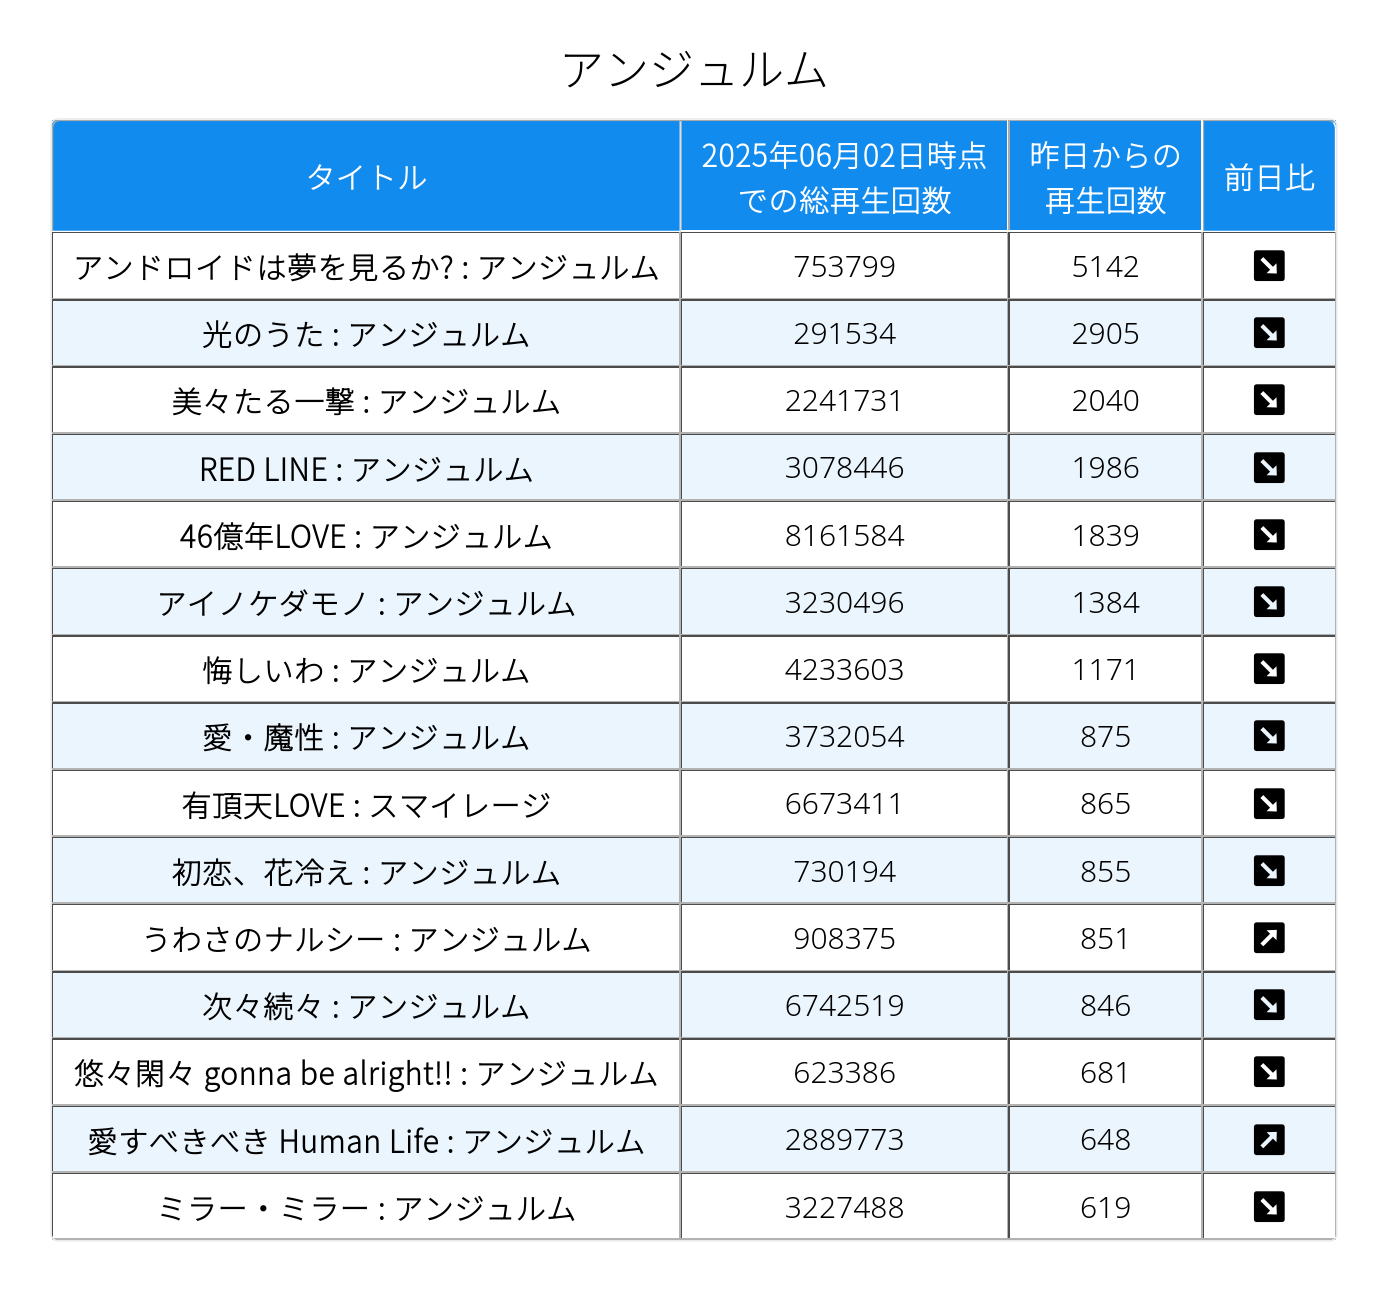 アンジュルム
タイトル 2025年06月02日時点での総再生回数 昨日からの再生回数 前日比
アンドロイドは夢を見るか? : アンジュルム 753799 5142 ↘
光のうた : アンジュルム 291534 2905 ↘
美々たる一撃 : アンジュルム 2241731 2040 ↘
RED LINE : アンジュルム 3078446 1986 ↘
46億年LOVE : アンジュルム 8161584 1839 ↘
アイノケダモノ : アンジュルム 3230496 1384 ↘
悔しいわ : アンジュルム 4233603 1171 ↘
愛・魔性 : アンジュルム 3732054 875 ↘
有頂天LOVE : スマイレージ 6673411 865 ↘
初恋、花冷え : アンジュルム 730194 855 ↘
うわさのナルシー : アンジュルム 908375 851 ↗
次々続々 : アンジュルム 6742519 846 ↘
悠々閑々 gonna be alright!! : アンジュルム 623386 681 ↘
愛すべきべき Human Life : アンジュルム 2889773 648 ↗
ミラー・ミラー : アンジュルム 3227488 619 ↘